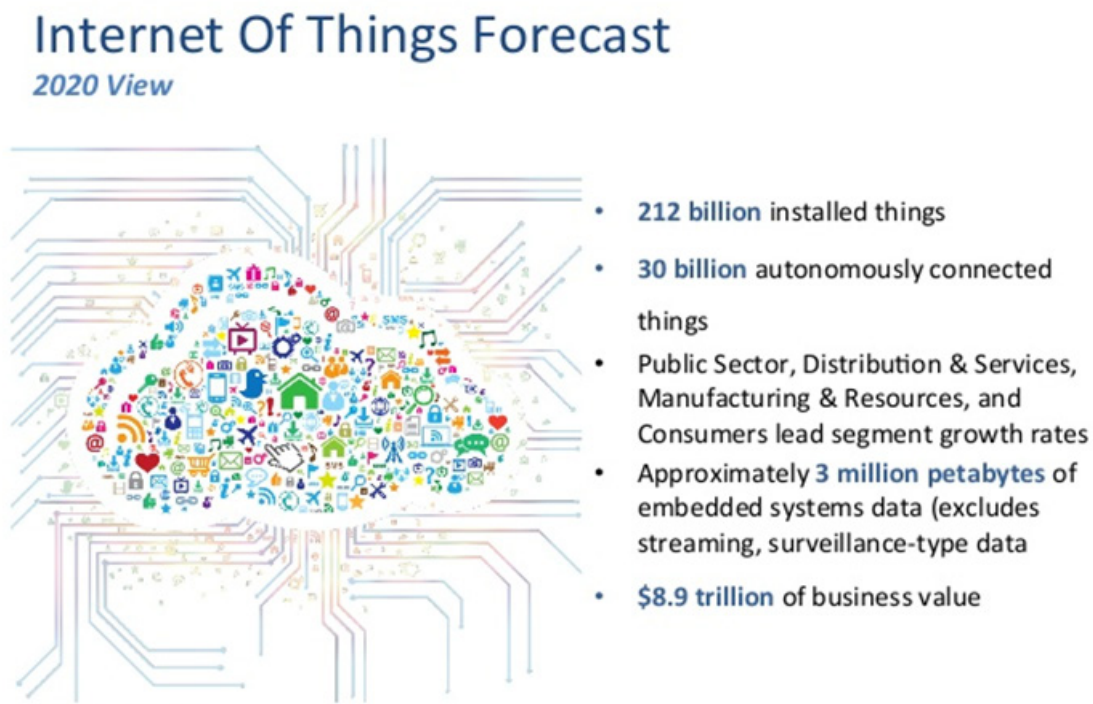 Internet Of Things Forecast
2020 View
• 212 billion installed things
• 30 billion autonomously connected
things
• Public Sector, Distribution & Services,
Manufacturing & Resources, and
Consumers lead segment growth rates
• Approximately 3 million petabytes of
embedded systems data (excludes
streaming, surveillance-type data
• $8.9 trillion of business value
SMS